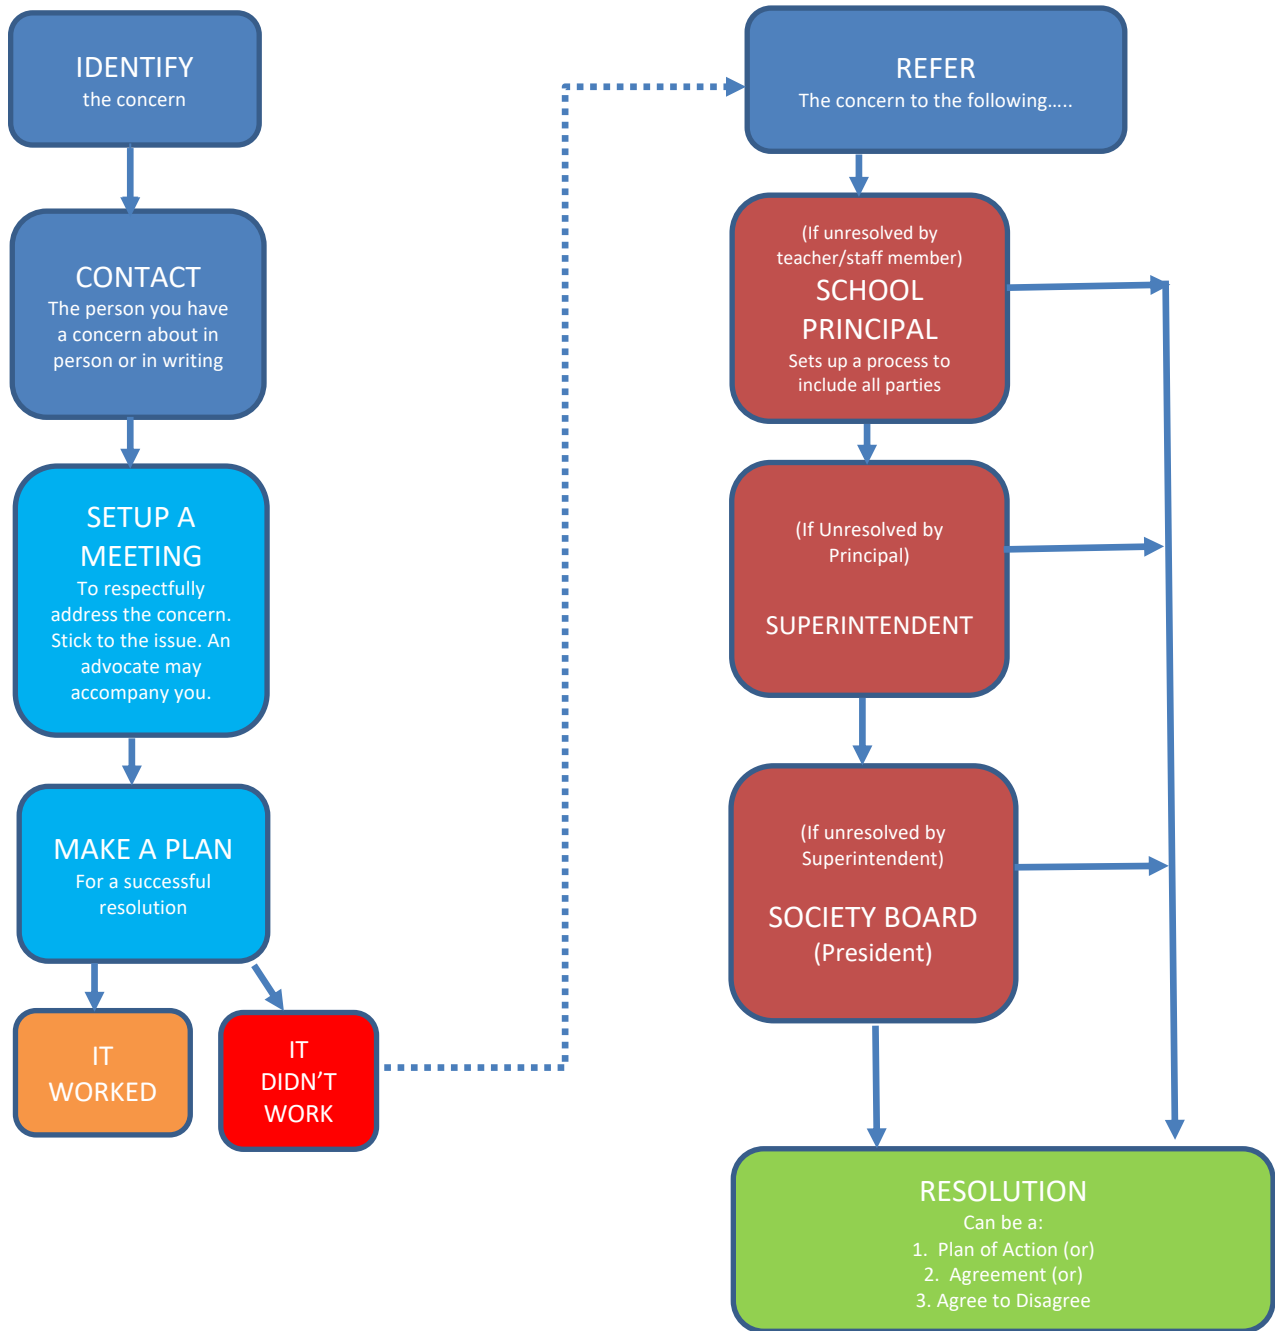 IDENTIFY
the concern
CONTACT
The person you have
a concern about in
person or in writing
SETUP A
MEETING
To respectfully
address the concern.
Stick to the issue. An
advocate may
accompany you.
MAKE A PLAN
For a successful
resolution
IT
WORKED
IT
DIDN’T
WORK
REFER
The concern to the following…..
(If unresolved by
teacher/staff member)
SCHOOL
PRINCIPAL
Sets up a process to
include all parties
(If Unresolved by
Principal)
SUPERINTENDENT
(If unresolved by
Superintendent)
SOCIETY BOARD
(President)
RESOLUTION
Can be a:
1. Plan of Action (or)
2. Agreement (or)
3. Agree to Disagree